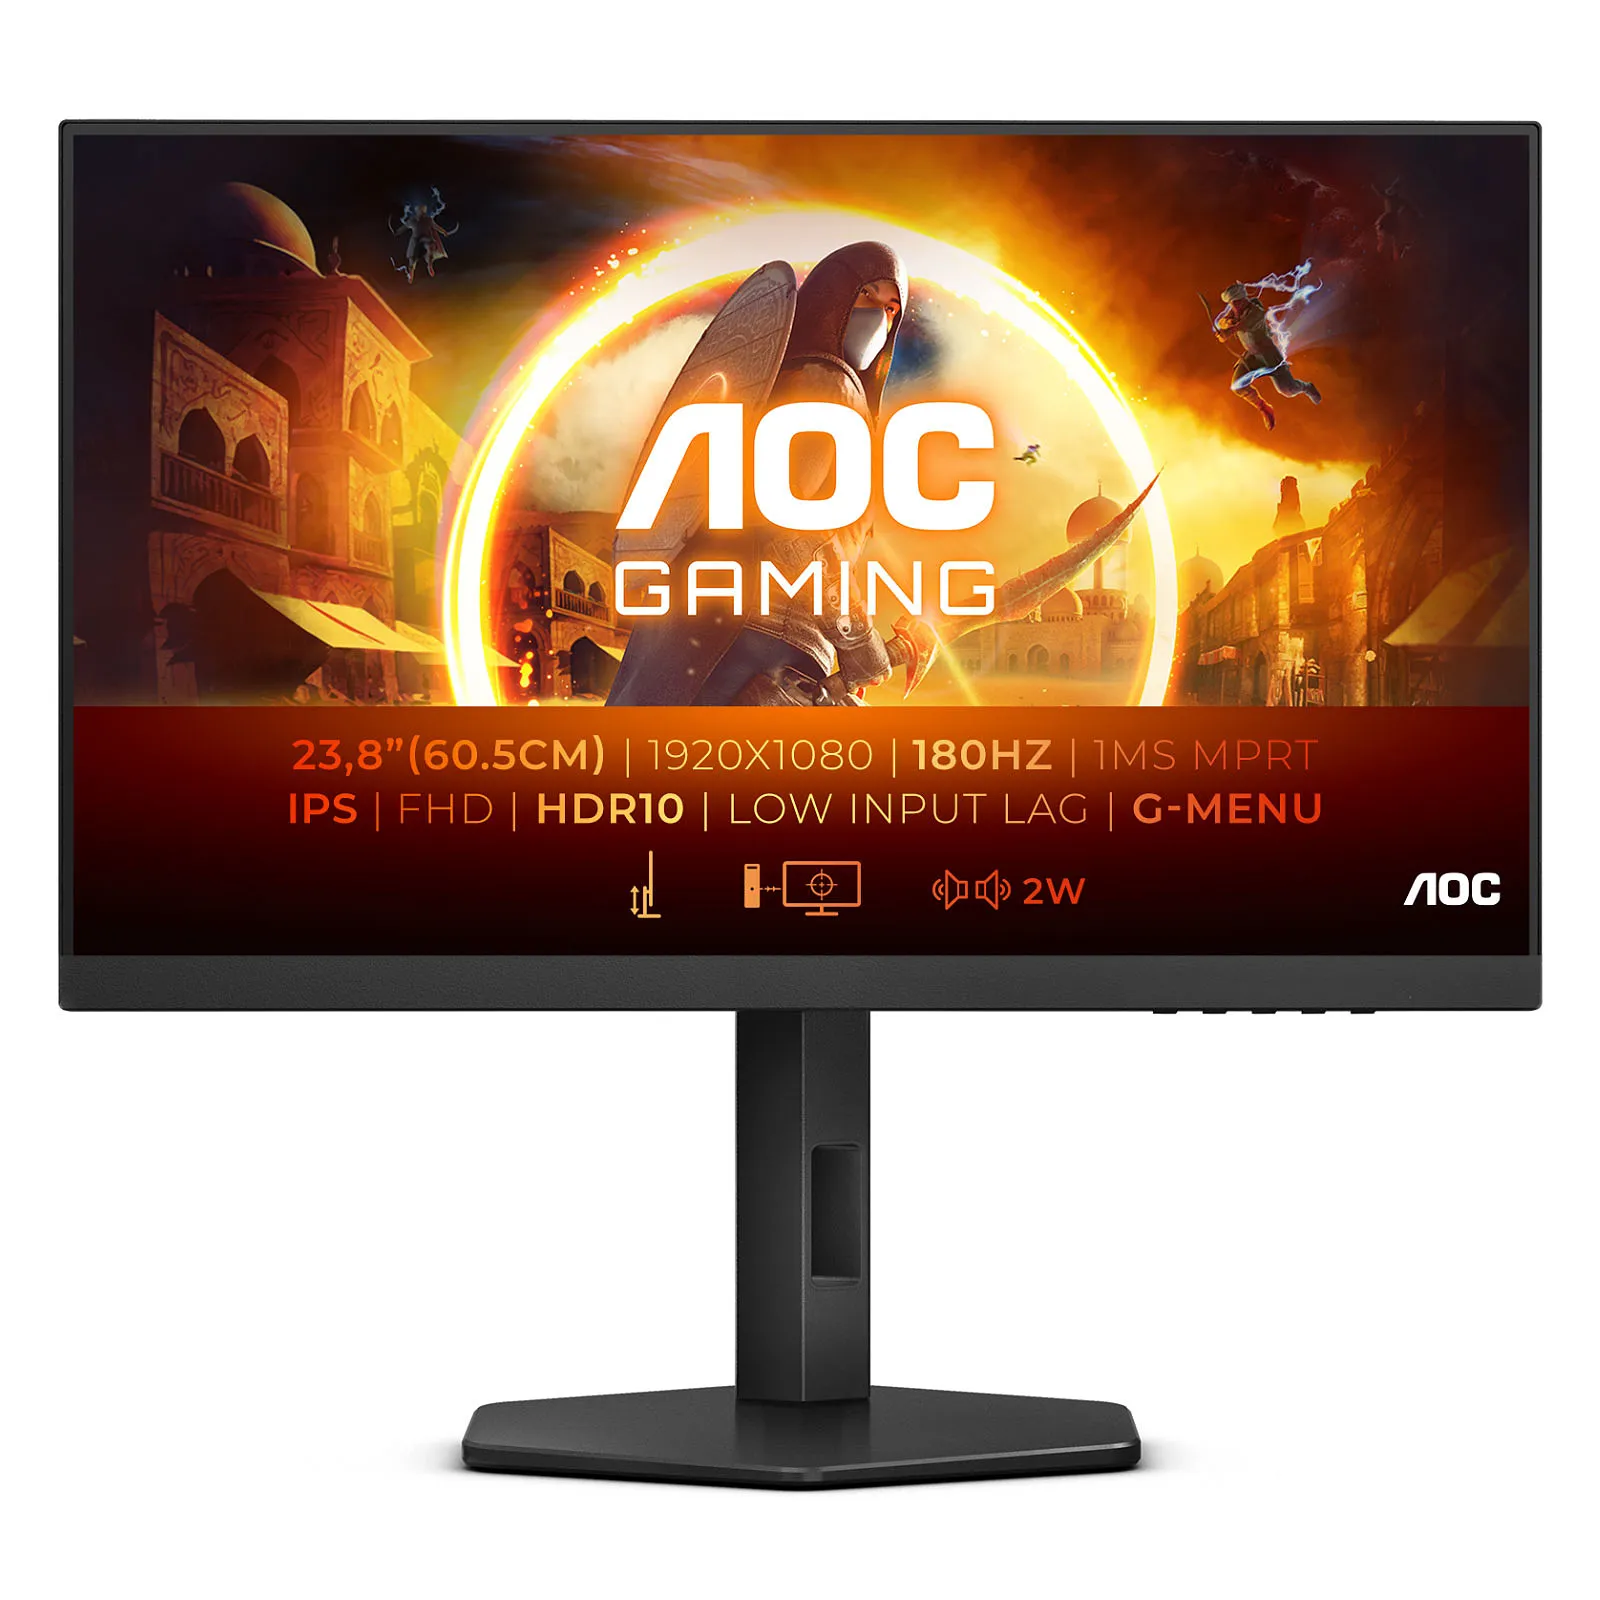 AOC
GAMING
23,8”(60.5CM) | 1920X1080 | 180HZ | 1MS MPRT
IPS | FHD | HDR10 | LOW INPUT LAG | G-MENU
2W
AOC